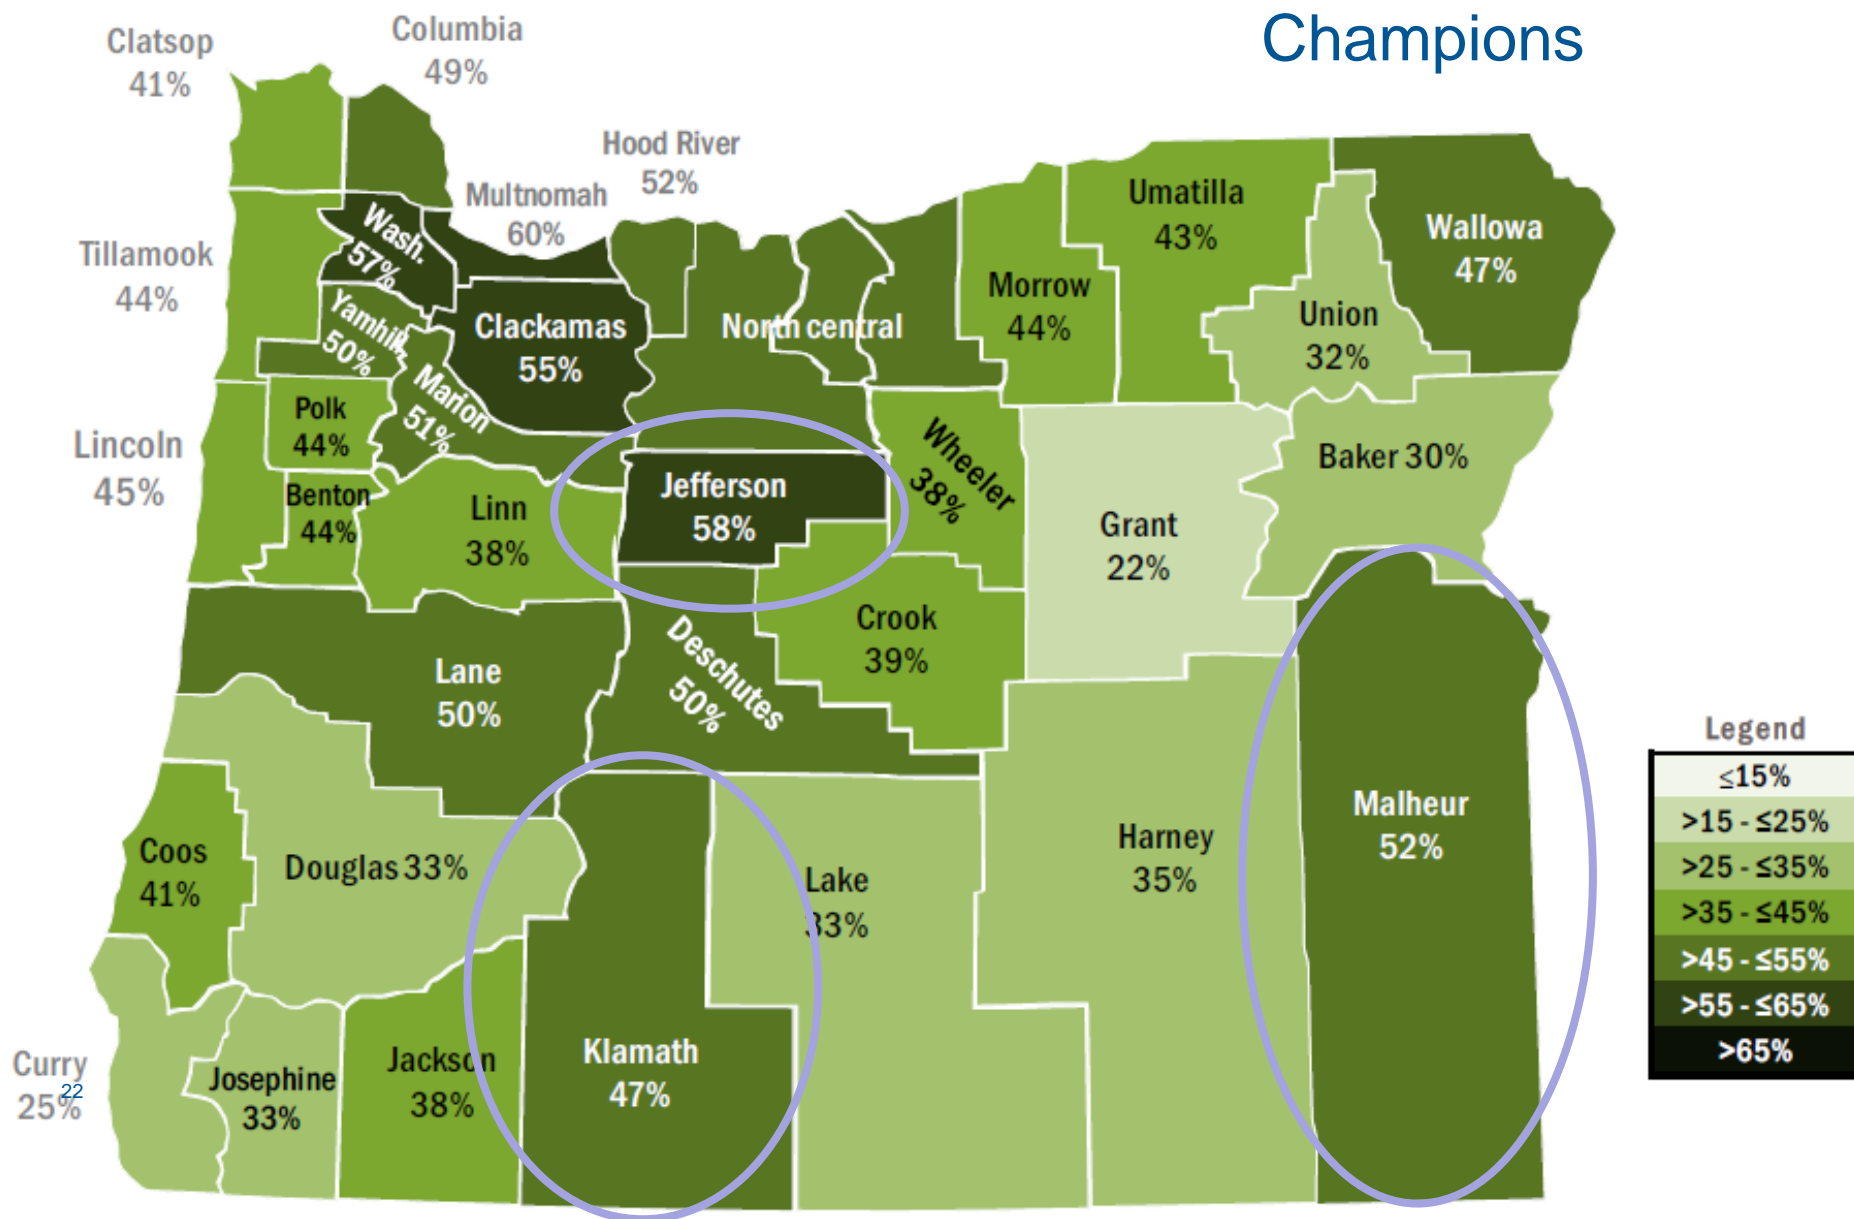 Champions
Clatsop
41%
Columbia
49%
Hood River
52%
Multnomah
60%
Tillamook
44%
Wash.
57%
Yamhill
50%
Clackamas
55%
North central
Morrow
44%
Umatilla
43%
Union
32%
Wallowa
47%
Lincoln
45%
Polk
44%
Marion
51%
Benton
44%
Linn
38%
Jefferson
58%
Wheeler
38%
Grant
22%
Baker 30%
Lane
50%
Deschutes
50%
Crook
39%
Coos
41%
Douglas 33%
Lake
33%
Harney
35%
Malheur
52%
Curry
25%
22
Josephine
33%
Jackson
38%
Klamath
47%
Legend
≤15%
>15 - ≤25%
>25 - ≤35%
>35 - ≤45%
>45 - ≤55%
>55 - ≤65%
>65%